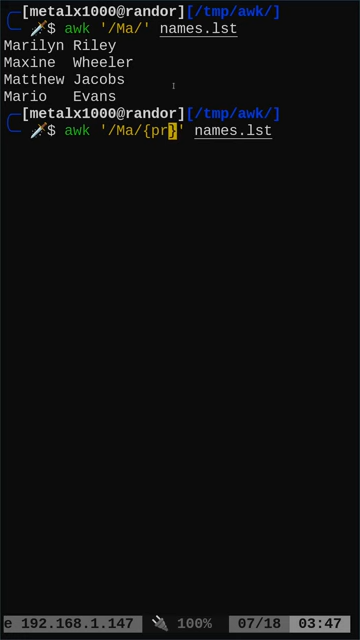 [metalx1000@randor][/tmp/awk/]
$ awk '/Ma/' names.lst
Marilyn Riley
Maxine  Wheeler
Matthew Jacobs
Mario   Evans
[metalx1000@randor][/tmp/awk/]
$ awk '/Ma/{pr}' names.lst
e 192.168.1.147 100% 07/18 03:47